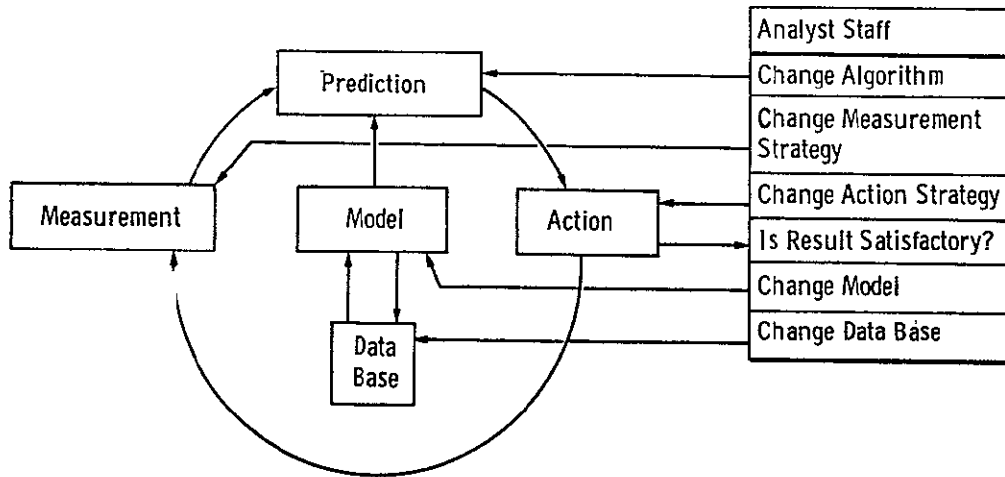 Analyst Staff
Prediction
Change Algorithm
Change Measurement
Strategy
Measurement
Model
Action
Change Action Strategy
Is Result Satisfactory?
Change Model
Data
Base
Change Data Base